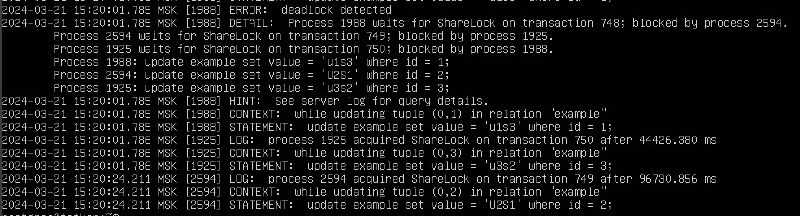 2024-03-21 15:20:01.785 MSK [1988] ERROR:  deadlock detected
2024-03-21 15:20:01.785 MSK [1988] DETAIL:  Process 1988 waits for ShareLock on transaction 748; blocked by process 2594.
Process 2594 waits for ShareLock on transaction 749; blocked by process 1925.
Process 1925 waits for ShareLock on transaction 750; blocked by process 1988.
Process 1988: update example set value = 'u1s3' where id = 1;
Process 2594: update example set value = 'U2S1' where id = 2;
Process 1925: update example set value = 'u3s2' where id = 3;
2024-03-21 15:20:01.785 MSK [1988] HINT:  See server log for query details.
2024-03-21 15:20:01.785 MSK [1988] CONTEXT:  while updating tuple (0,1) in relation "example"
2024-03-21 15:20:01.785 MSK [1988] STATEMENT:  update example set value = 'u1s3' where id = 1;
2024-03-21 15:20:01.786 MSK [1925] LOG:  process 1925 acquired ShareLock on transaction 750 after 44426.380 ms
2024-03-21 15:20:01.786 MSK [1925] CONTEXT:  while updating tuple (0,3) in relation "example"
2024-03-21 15:20:01.786 MSK [1925] STATEMENT:  update example set value = 'u3s2' where id = 3;
2024-03-21 15:20:24.211 MSK [2594] LOG:  process 2594 acquired ShareLock on transaction 749 after 96730.856 ms
2024-03-21 15:20:24.211 MSK [2594] CONTEXT:  while updating tuple (0,2) in relation "example"
2024-03-21 15:20:24.211 MSK [2594] STATEMENT:  update example set value = 'U2S1' where id = 2;